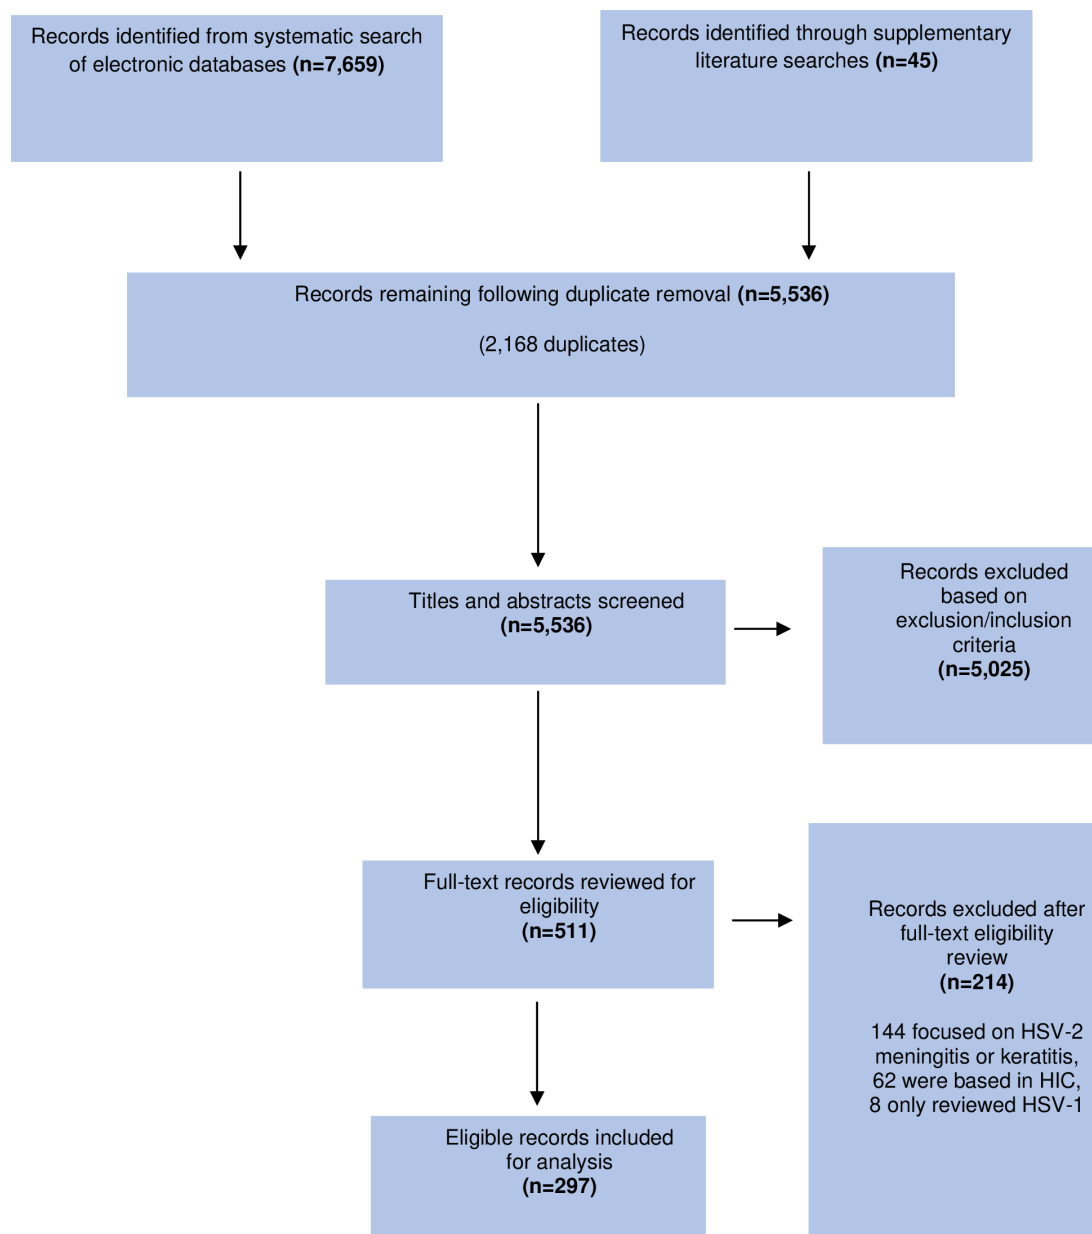 Records identified from systematic search
of electronic databases (n=7,659)
Records identified through supplementary
literature searches (n=45)
Records remaining following duplicate removal (n=5,536)
(2,168 duplicates)
Titles and abstracts screened
(n=5,536)
Records excluded
based on
exclusion/inclusion
criteria
(n=5,025)
Full-text records reviewed for
eligibility
(n=511)
Records excluded after
full-text eligibility
review
(n=214)
144 focused on HSV-2
meningitis or keratitis,
62 were based in HIC,
8 only reviewed HSV-1
Eligible records included
for analysis
(n=297)